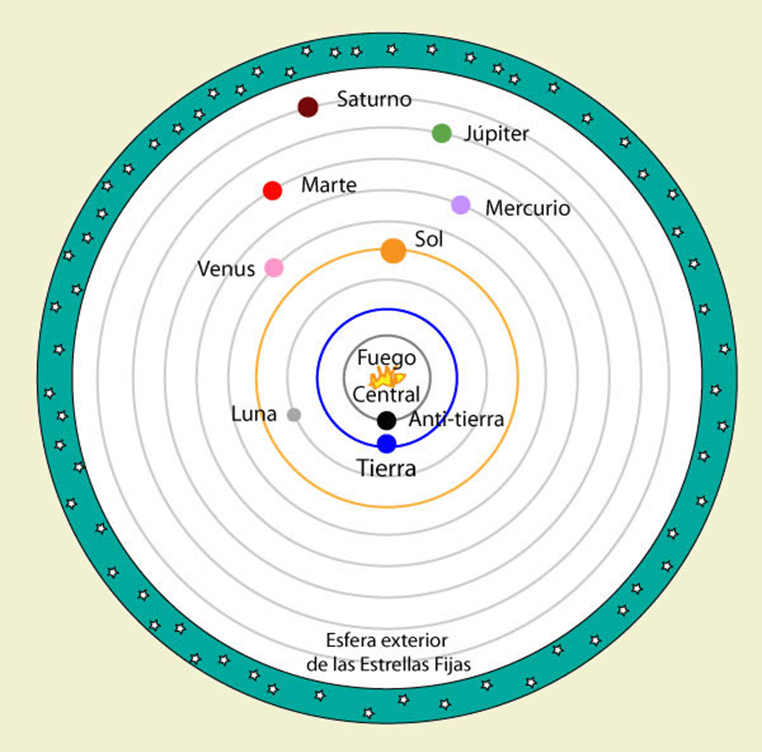 Saturno
Júpiter
Marte
Mercurio
Sol
Venus
Fuego
Central
Luna
Anti-tierra
Tierra
Esfera exterior
de las Estrellas Fijas